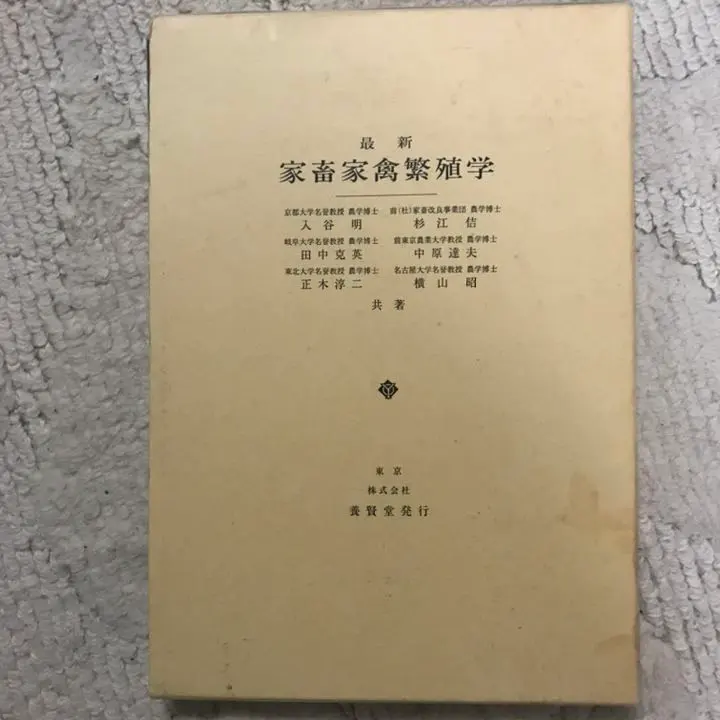 最新
家畜家禽繁殖学
京都大学名誉教授 農学博士 前(社)家畜改良事業団 農学博士
入谷明 杉江佶
岐阜大学名誉教授 農学博士 前東京農業大学教授 農学博士
田中克英 中原達夫
東北大学名誉教授 農学博士 名古屋大学名誉教授 農学博士
正木淳二 横山昭
共著
東京
株式会社
養賢堂発行